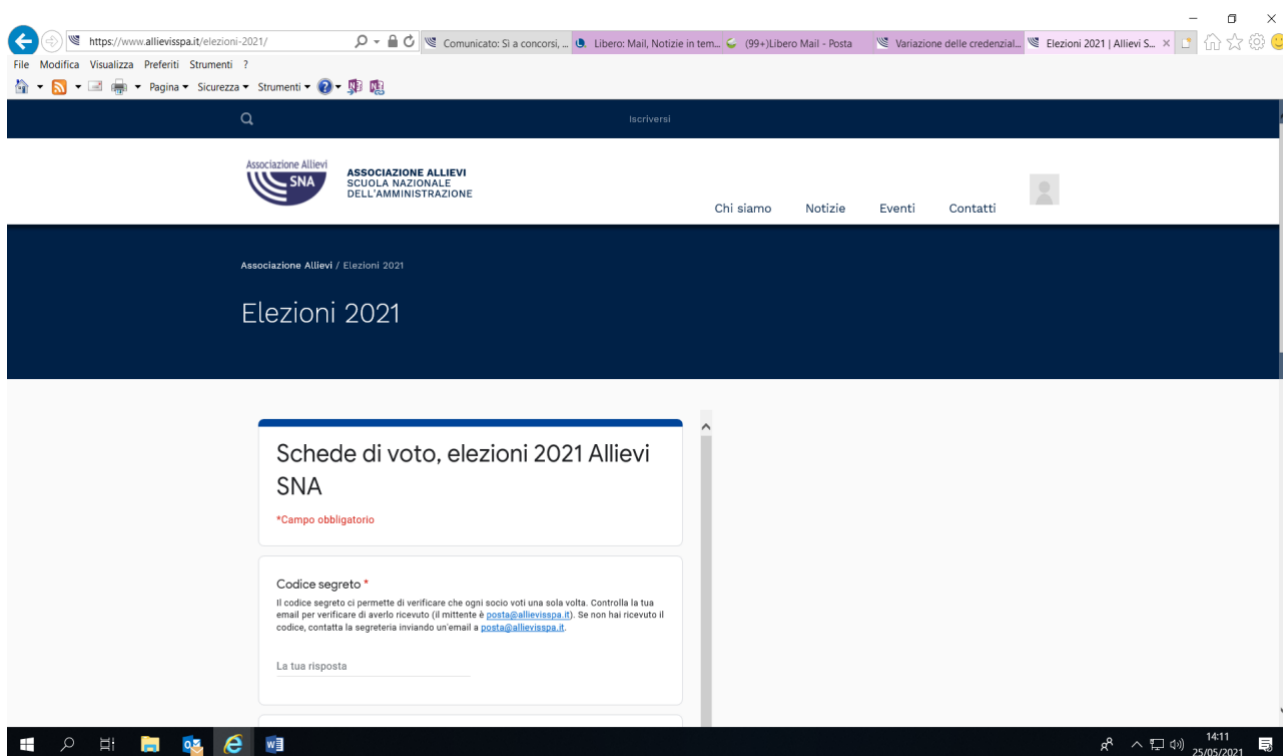 https://www.allievisspa.it/elezioni-2021/
Comunicato: Sì a concorsi, ...
Libero: Mail, Notizie in tem...
(99+)Libero Mail - Posta
Variazione delle credenzial...
Elezioni 2021 | Allievi S...
File Modifica Visualizza Preferiti Strumenti ?
Pagina Sicurezza Strumenti
Iscriversi
Associazione Allievi
SNA
ASSOCIAZIONE ALLIEVI
SCUOLA NAZIONALE
DELL'AMMINISTRAZIONE
Chi siamo Notizie Eventi Contatti
Associazione Allievi / Elezioni 2021
Elezioni 2021
Schede di voto, elezioni 2021 Allievi
SNA
*Campo obbligatorio
Codice segreto *
Il codice segreto ci permette di verificare che ogni socio voti una sola volta. Controlla la tua
email per verificare di averlo ricevuto (il mittente è posta@allievisspa.it). Se non hai ricevuto il
codice, contatta la segreteria inviando un'email a posta@allievisspa.it.
La tua risposta
14:11
25/05/2021